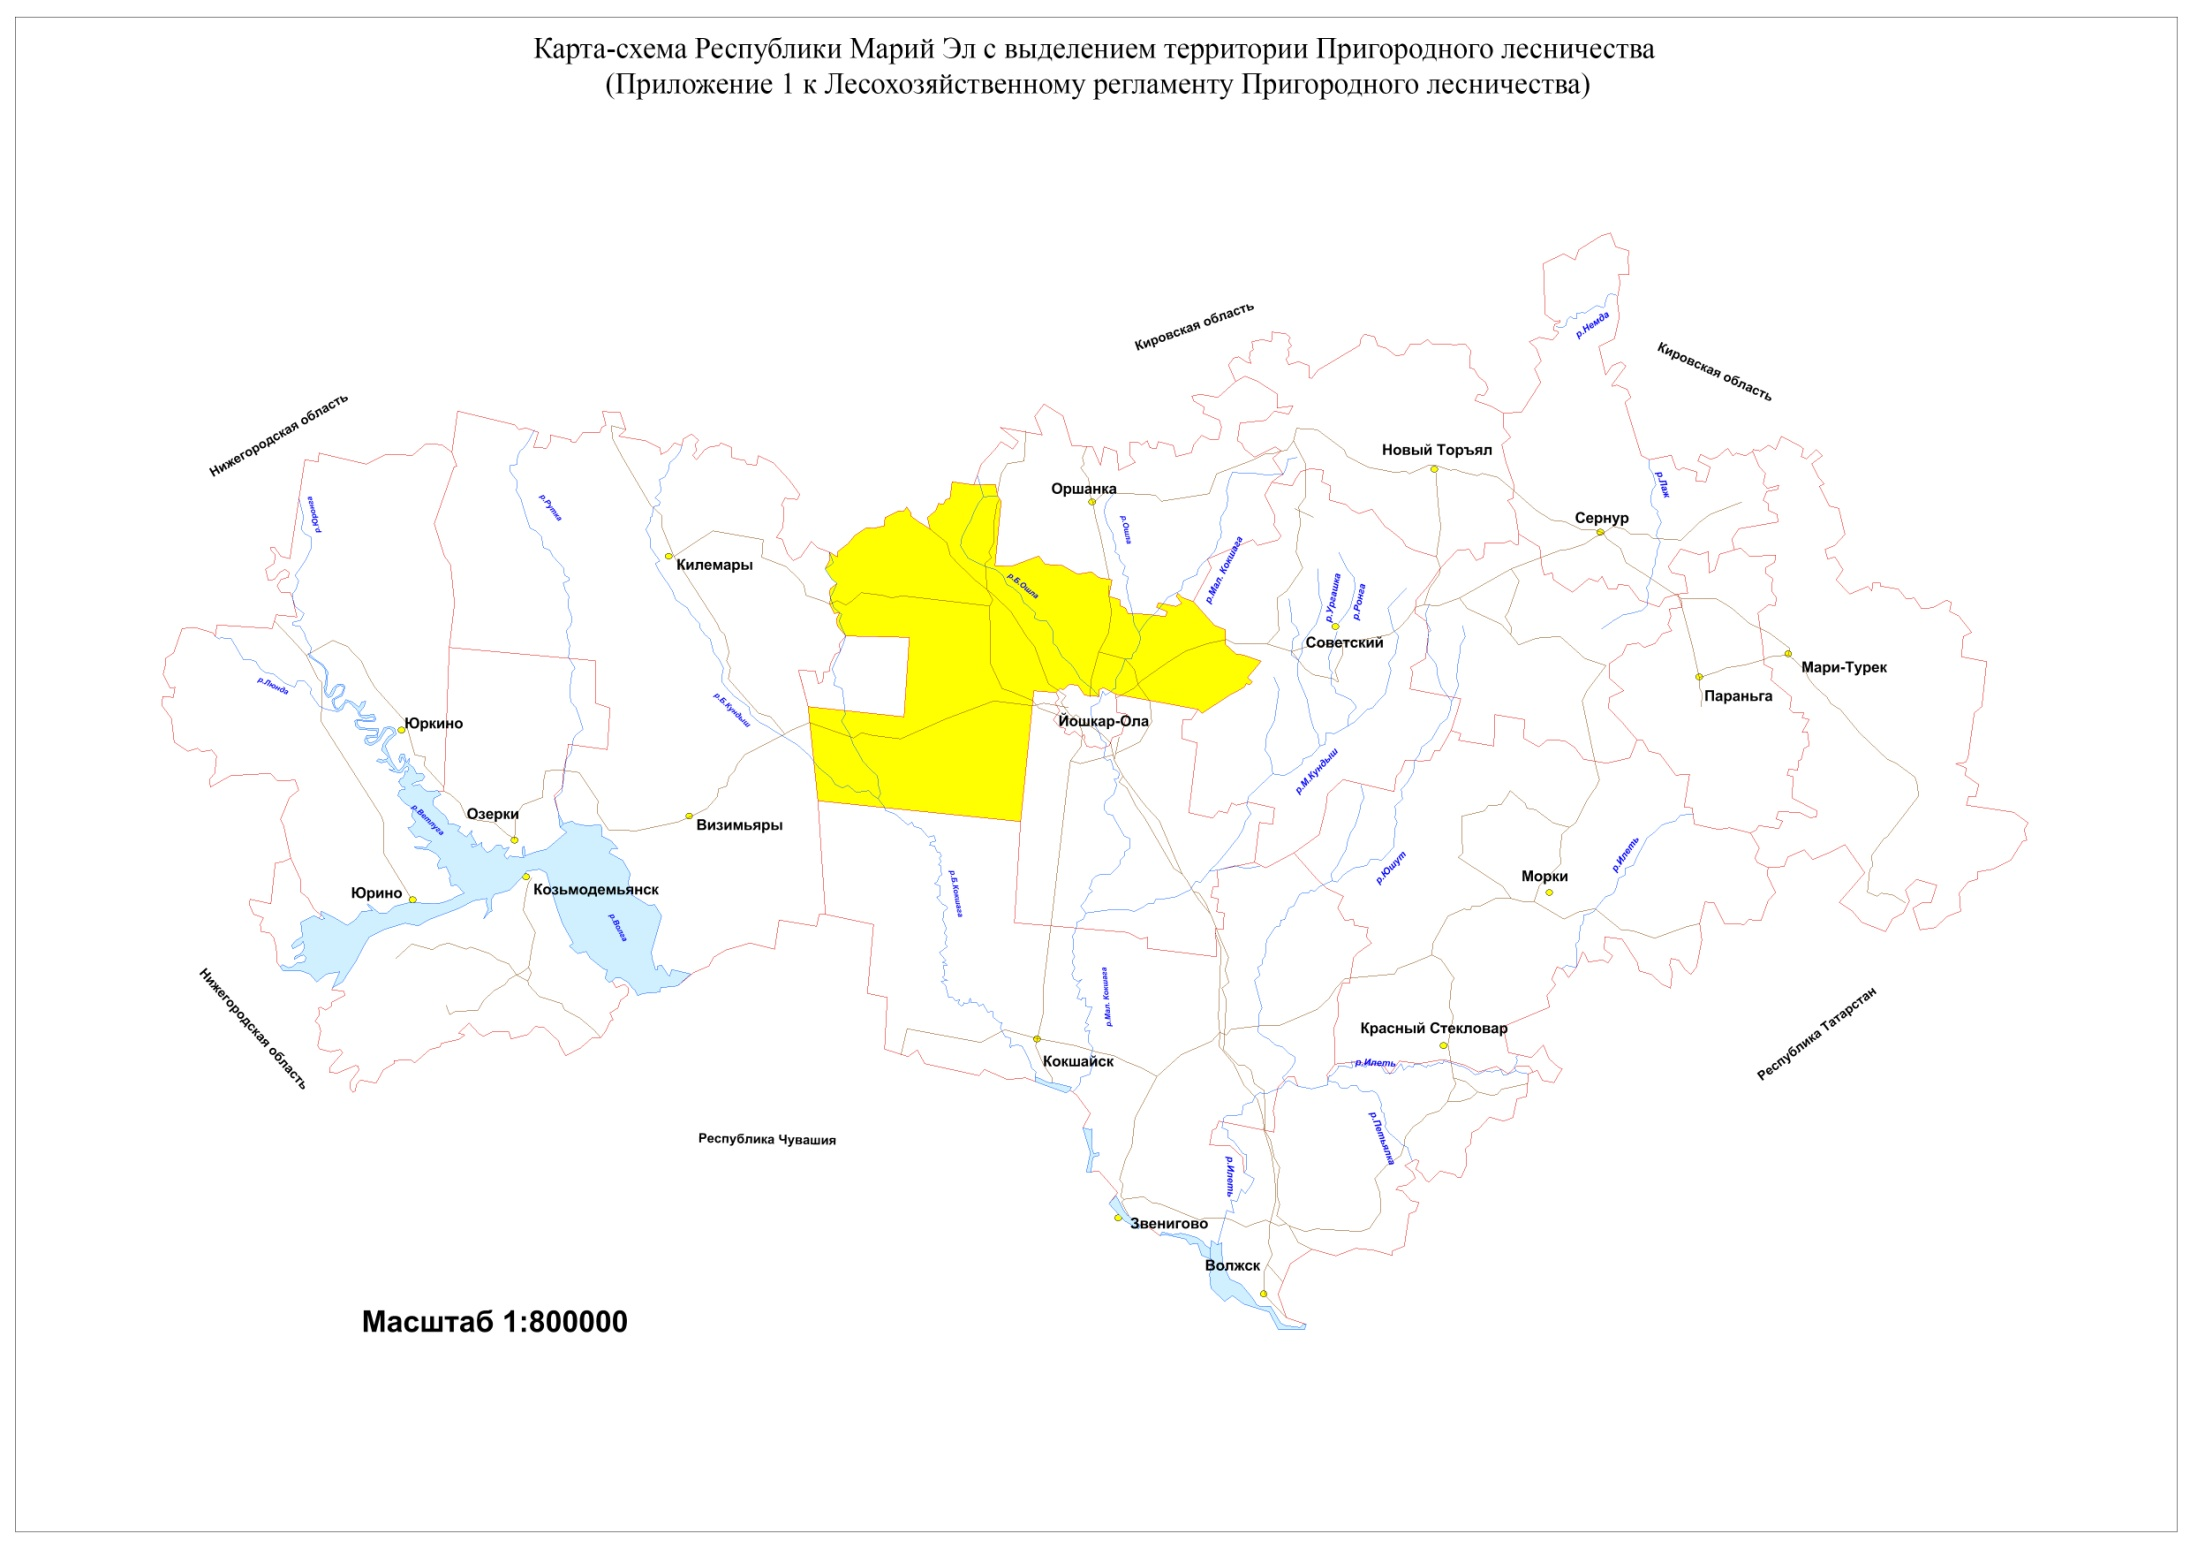 Карта-схема Республики Марий Эл с выделением территории Пригородного лесничества
(Приложение 1 к Лесохозяйственному регламенту Пригородного лесничества)
Кировская область
р.Немда
Кировская область
Нижегородская область
Новый Торъял
Оршанка
р.Лаж
р.Юронга
р.Рутка
Сернур
р.Ошла
р.Мал. Кокшага
Килемары
р.Б.Ошла
р.Ургашка
р.Ронга
Советский
Мари-Турек
р.Люнда
Параньга
р.Б.Кундыш
Юркино
Йошкар-Ола
р.М.Кундыш
Озерки
р.Ветлуга
Визимьяры
р.Илеть
р.Юшут
Морки
Юрино
Козьмодемьянск
р.Б.Кокшага
р.Волга
Нижегородская область
р.Мал. Кокшага
Республика Татарстан
Красный Стекловар
Кокшайск
р.Илеть
Республика Чувашия
р.Петьялка
р.Илеть
Звенигово
Волжск
Масштаб 1:800000